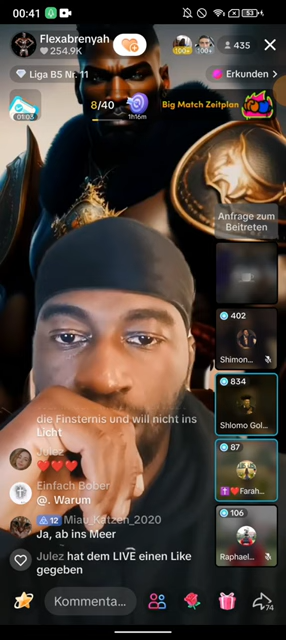 00:41
Flexabrenyah
254.9K
100+
100+
435
Liga B5 Nr. 11
Erkunden >
01:03
8/40
1h16m
Big Match Zeitplan
Anfrage zum
Beitreten
402
Shimon...
834
Shlomo Gol...
87
Farah...
106
Raphael...
die Finsternis und will nicht ins
Licht
Julez
Einfach Bober
@. Warum
12 Miau_Katzen_2020
Ja, ab ins Meer
Julez hat dem LIVE einen Like
gegeben
Kommenta...
74